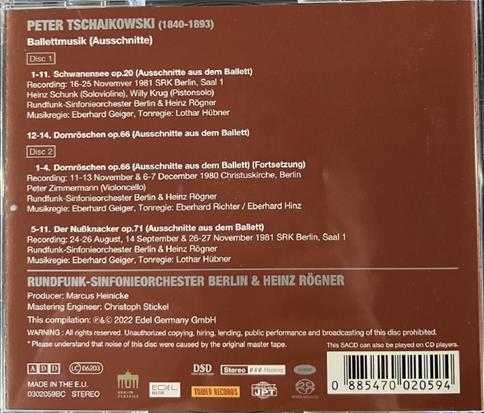 PETER TSCHAIKOWSKI (1840-1893)
Ballettmusik (Ausschnitte)
Disc 1
1-11. Schwanensee op.20 (Ausschnitte aus dem Ballett)
Recording: 16-25 Novemver 1981 SRK Berlin, Saal 1
Heinz Schunk (Solovioline), Willy Krug (Pistonsolo)
Rundfunk-Sinfonieorchester Berlin & Heinz Rögner
Musikregie: Eberhard Geiger, Tonregie: Lothar Hübner
12-14. Dornröschen op.66 (Ausschnitte aus dem Ballett)
Disc 2
1-4. Dornröschen op.66 (Ausschnitte aus dem Ballett) (Fortsetzung)
Recording: 11-13 November & 6-7 December 1980 Christuskirche, Berlin
Peter Zimmermann (Violoncello)
Rundfunk-Sinfonieorchester Berlin & Heinz Rögner
Musikregie: Eberhard Geiger, Tonregie: Eberhard Richter / Eberhard Hinz
5-11. Der Nußknacker op.71 (Ausschnitte aus dem Ballett)
Recording: 24-26 August, 14 September & 26-27 November 1981 SRK Berlin, Saal 1
Rundfunk-Sinfonieorchester Berlin & Heinz Rögner
Musikregie: Eberhard Geiger, Tonregie: Lothar Hübner
RUNDFUNK-SINFONIEORCHESTER BERLIN & HEINZ RÖGNER
Producer: Marcus Heinicke
Mastering Engineer: Christoph Stickel
This compilation: ℗&© 2022 Edel Germany GmbH
WARNING : All rights reserved. Unauthorized copying, hiring, lending, public performance and broadcasting of this disc prohibited.
* Please understand that noise of this disc were caused by the original master tape.
This SACD can also be played on CD players.
A D D
LC 06203
DSD
Stereo
MADE IN THE E.U.
0302059BC STEREO
BERLIN CLASSICS
EDEL
TOWER RECORDS
JPT
0 885470 020594